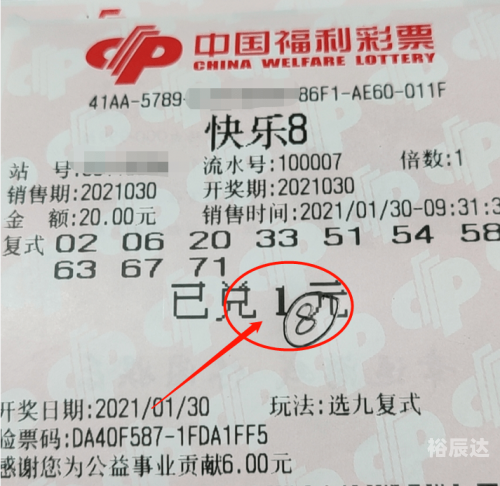 中国福利彩票
CHINA WELFARE LOTTERY
41AA-5789- 86F1-AE60-011F
快乐8
站 号: 流水号:100007 倍数:1
销售期:2021030 开奖期:2021030
金 额:20.00元 销售时间:2021/01/30-09:31:3
复式 02 06 20 33 51 54 58
63 67 71
已兑 1 元
8
开奖日期:2021/01/30 玩法:选九复式
验票码:DA40F587-1FDA1FF5
感谢您为公益事业贡献6.00元
裕辰达